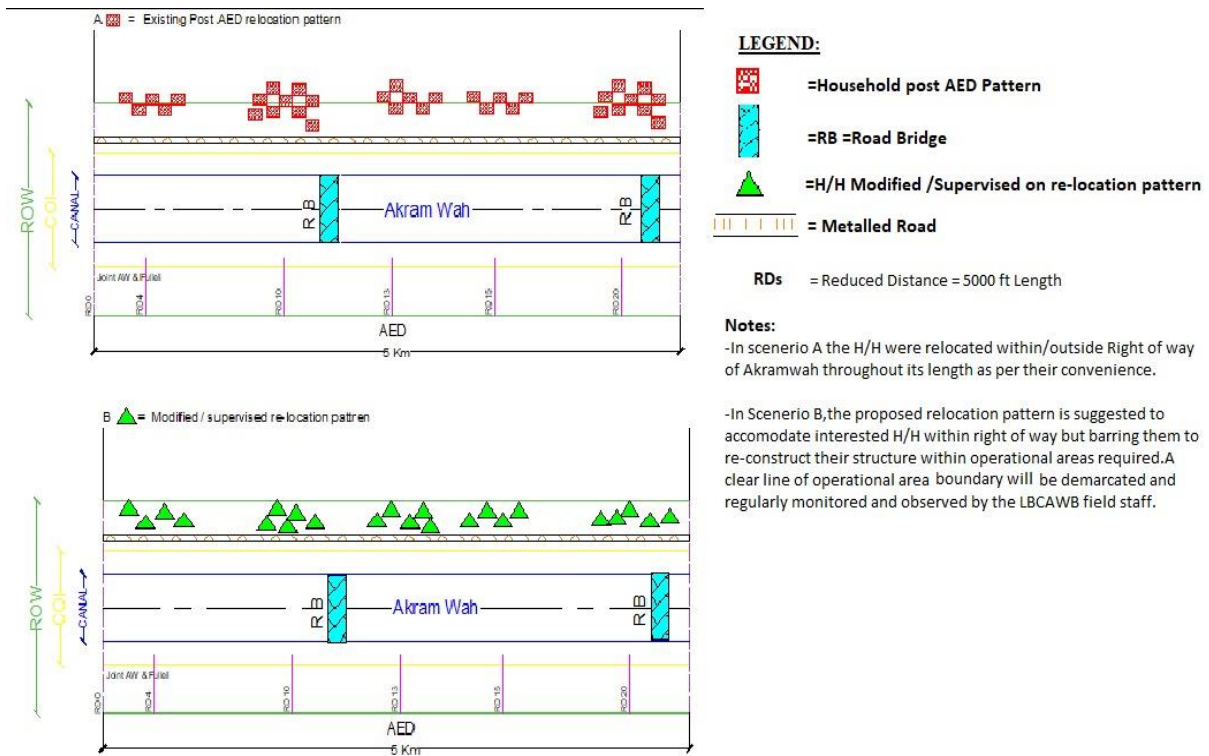 A = Existing Post AED relocation pattern
ROW
COI
CANAL
RB
Akram Wah
RB
Joint AW & Fulleli
RD0
RD4
RD10
RD13
RD15
RD20
AED
5 Km
B = Modified / supervised re-location pattren
ROW
COI
CANAL
RB
Akram Wah
RB
Joint AW & Fulleli
RD0
RD4
RD10
RD13
RD15
RD20
AED
5 Km
LEGEND:
=Household post AED Pattern
=RB =Road Bridge
=H/H Modified /Supervised on re-location pattern
= Metalled Road
RDs = Reduced Distance = 5000 ft Length
Notes:
-In scenerio A the H/H were relocated within/outside Right of way
of Akramwah throughout its length as per their convenience.
-In Scenerio B,the proposed relocation pattern is suggested to
accomodate interested H/H within right of way but barring them to
re-construct their structure within operational areas required.A
clear line of operational area boundary will be demarcated and
regularly monitored and observed by the LBCAWB field staff.